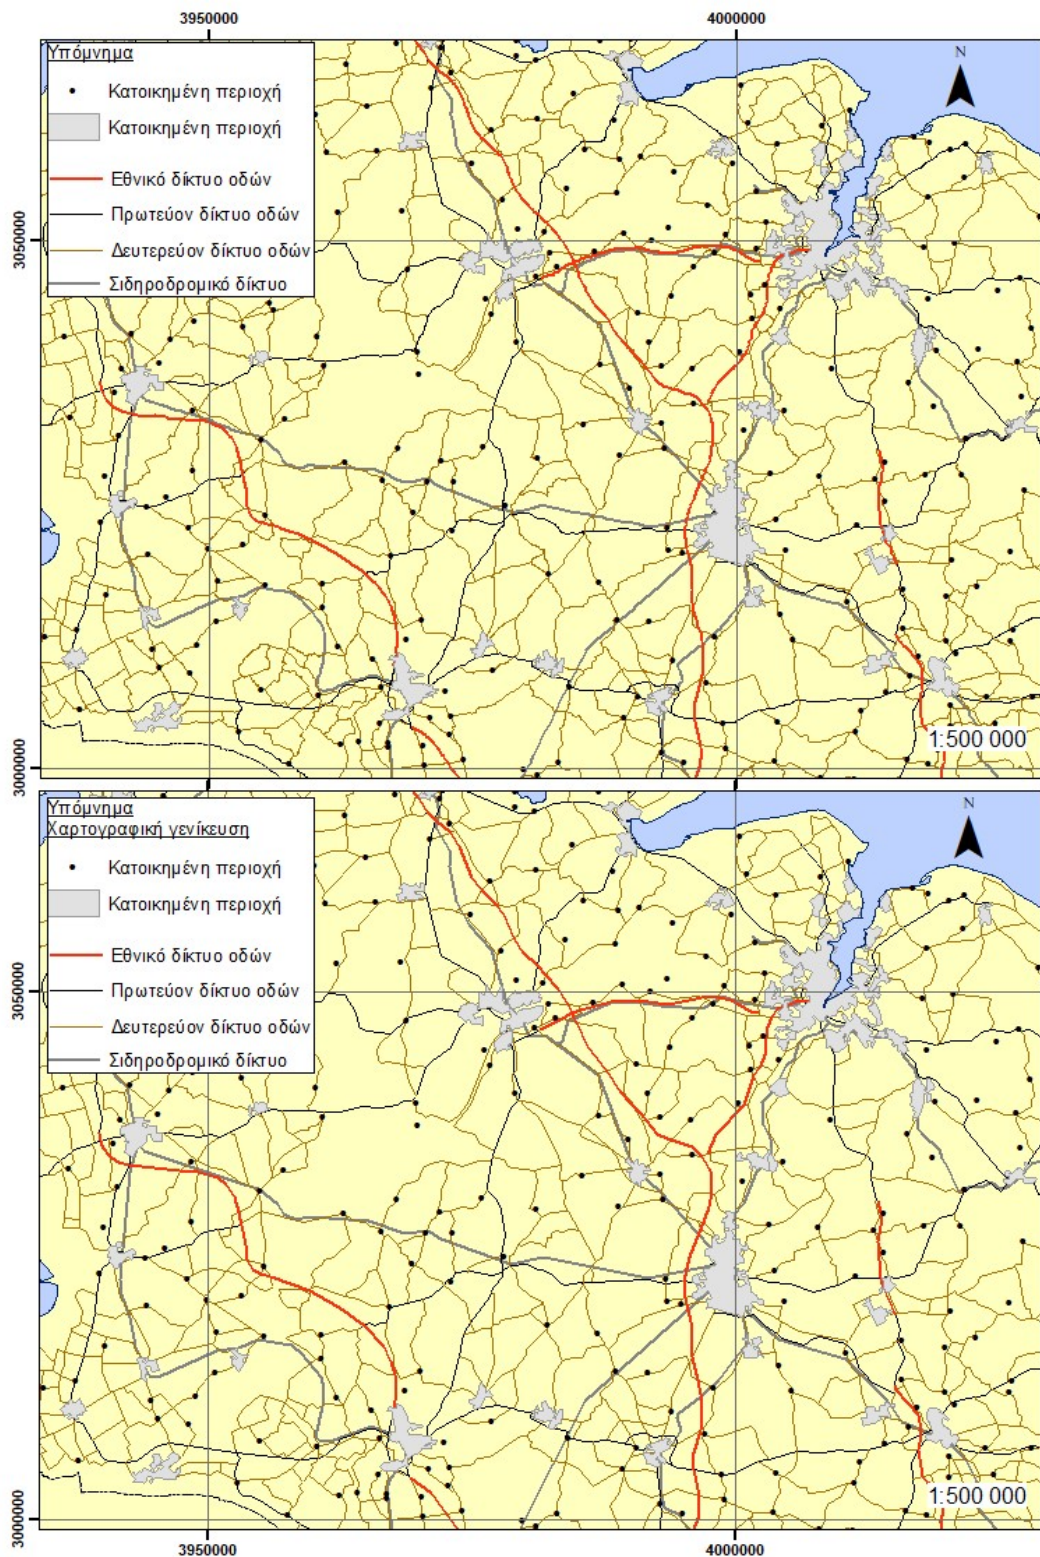 3950000
4000000
Υπόμνημα
Κατοικημένη περιοχή
Κατοικημένη περιοχή
Εθνικό δίκτυο οδών
Πρωτεύον δίκτυο οδών
Δευτερεύον δίκτυο οδών
Σιδηροδρομικό δίκτυο
N
3050000
3000000
1:500 000
Υπόμνημα
Χαρτογραφική γενίκευση
Κατοικημένη περιοχή
Κατοικημένη περιοχή
Εθνικό δίκτυο οδών
Πρωτεύον δίκτυο οδών
Δευτερεύον δίκτυο οδών
Σιδηροδρομικό δίκτυο
N
3050000
3000000
1:500 000
3950000
4000000